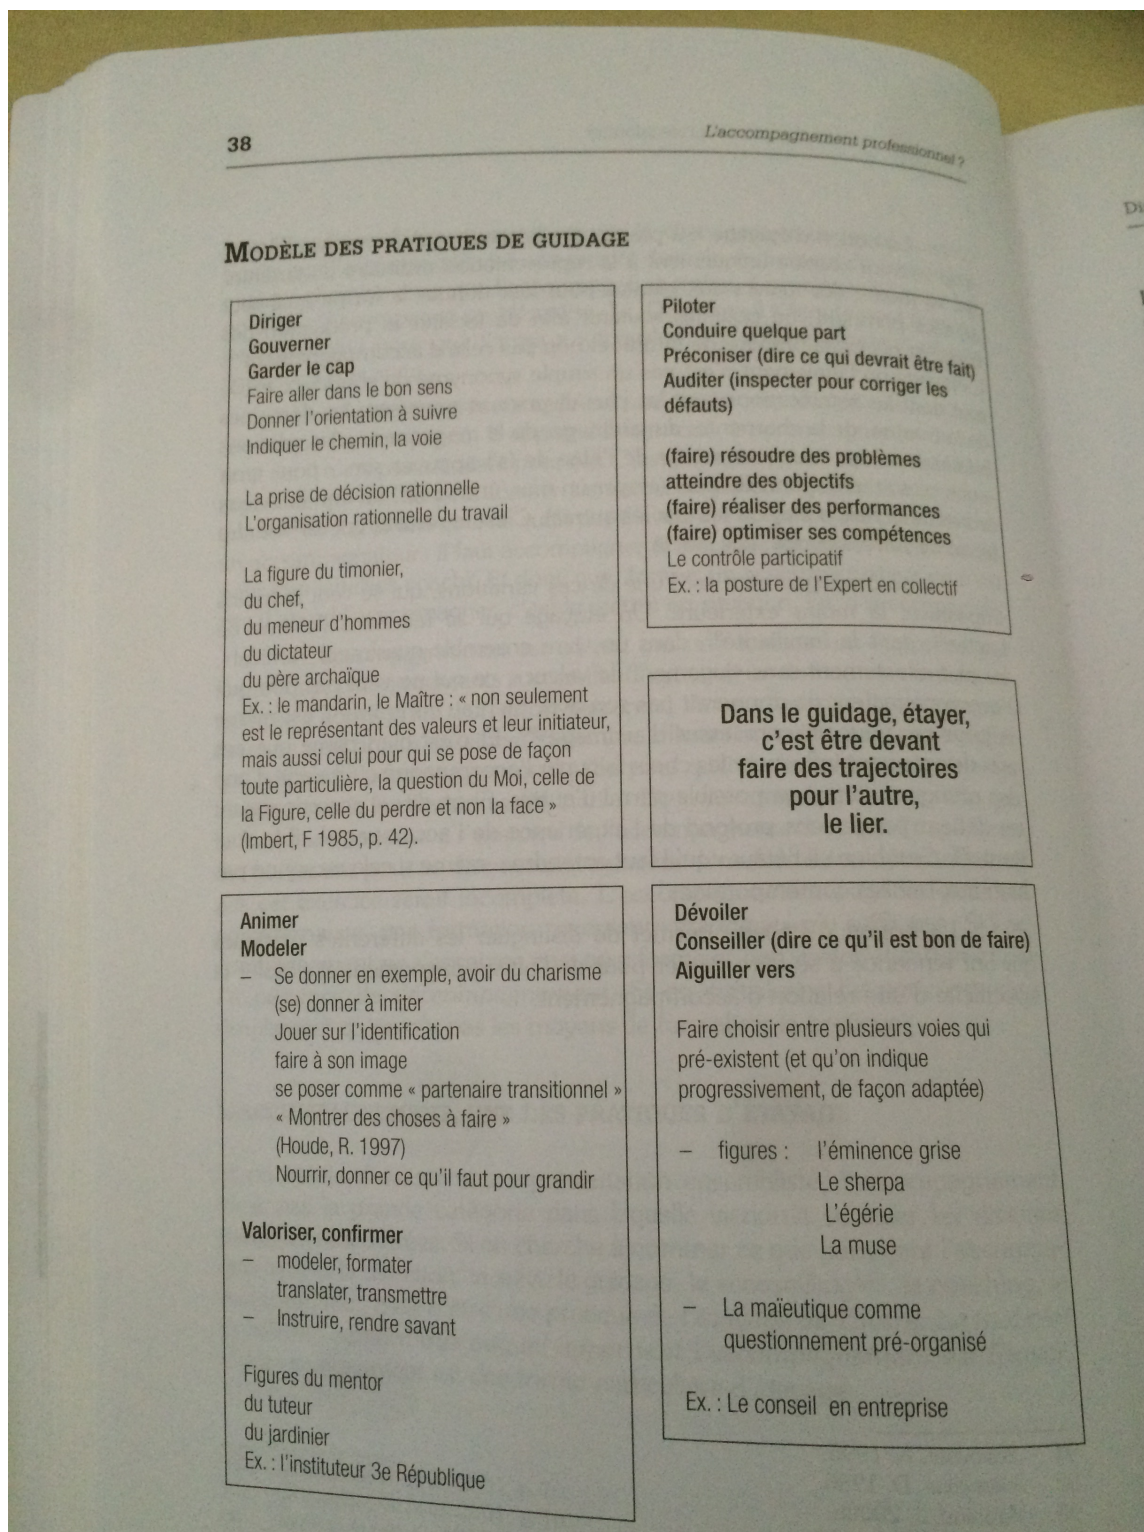 38
L'accompagnement professionnel ?
Di
MODÈLE DES PRATIQUES DE GUIDAGE
Diriger
Gouverner
Garder le cap
Faire aller dans le bon sens
Donner l'orientation à suivre
Indiquer le chemin, la voie
La prise de décision rationnelle
L'organisation rationnelle du travail
La figure du timonier,
du chef,
du meneur d'hommes
du dictateur
du père archaïque
Ex. : le mandarin, le Maître : « non seulement
est le représentant des valeurs et leur initiateur,
mais aussi celui pour qui se pose de façon
toute particulière, la question du Moi, celle de
la Figure, celle du perdre et non la face »
(Imbert, F 1985, p. 42).
Piloter
Conduire quelque part
Préconiser (dire ce qui devrait être fait)
Auditer (inspecter pour corriger les
défauts)
(faire) résoudre des problèmes
atteindre des objectifs
(faire) réaliser des performances
(faire) optimiser ses compétences
Le contrôle participatif
Ex. : la posture de l'Expert en collectif
Dans le guidage, étayer,
c'est être devant
faire des trajectoires
pour l'autre,
le lier.
Animer
Modeler
– Se donner en exemple, avoir du charisme
(se) donner à imiter
Jouer sur l'identification
faire à son image
se poser comme « partenaire transitionnel »
« Montrer des choses à faire »
(Houde, R. 1997)
Nourrir, donner ce qu'il faut pour grandir
Valoriser, confirmer
– modeler, formater
translater, transmettre
– Instruire, rendre savant
Figures du mentor
du tuteur
du jardinier
Ex. : l'instituteur 3e République
Dévoiler
Conseiller (dire ce qu'il est bon de faire)
Aiguiller vers
Faire choisir entre plusieurs voies qui
pré-existent (et qu'on indique
progressivement, de façon adaptée)
– figures : l'éminence grise
Le sherpa
L'égérie
La muse
– La maïeutique comme
questionnement pré-organisé
Ex. : Le conseil en entreprise